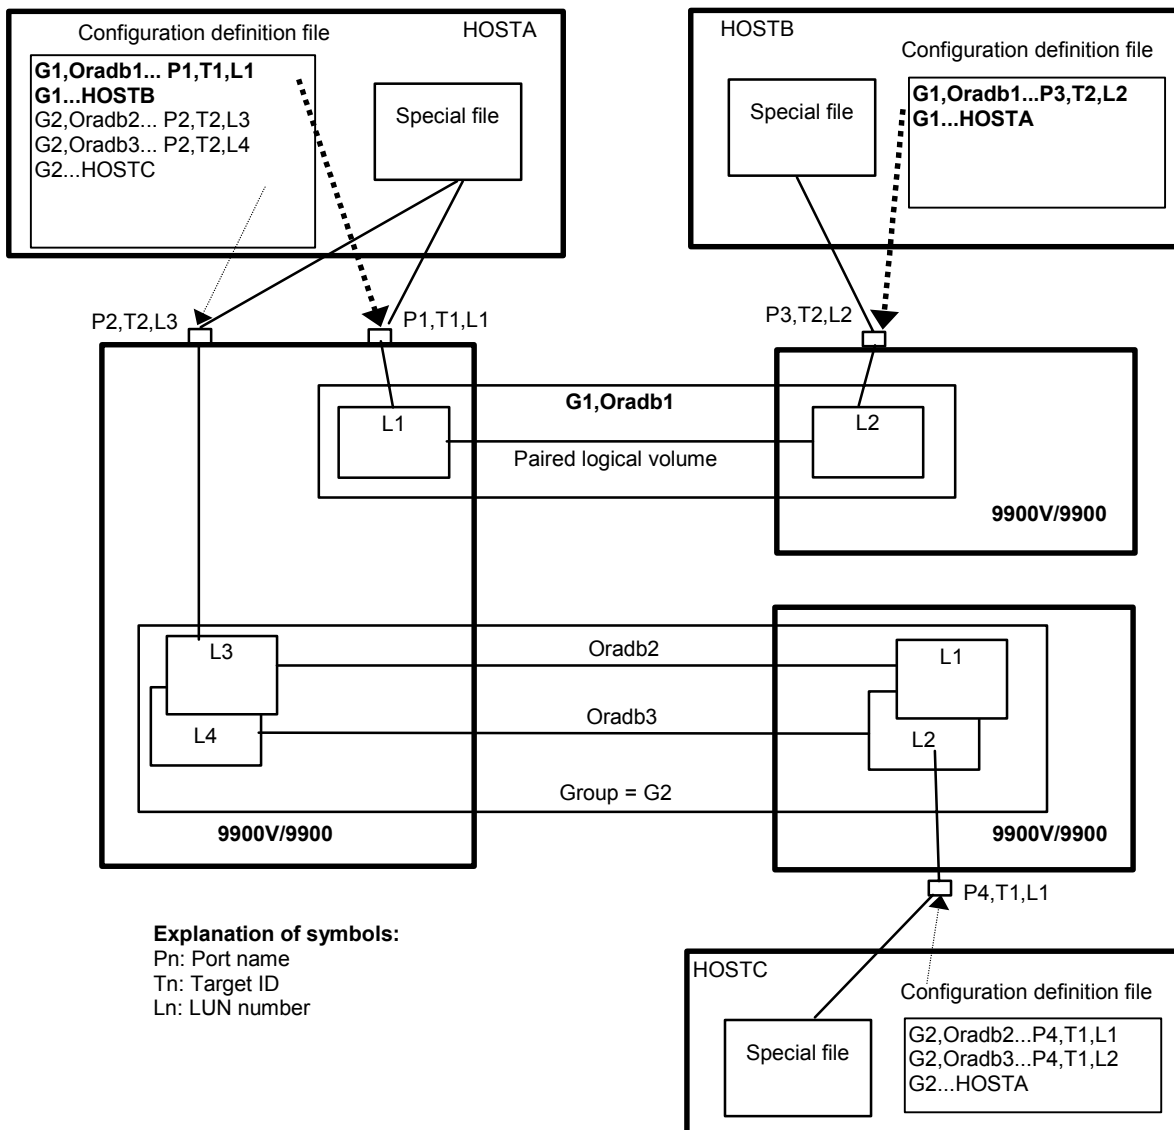 HOSTA
Configuration definition file
G1,Oradb1... P1,T1,L1
G1...HOSTB
G2,Oradb2... P2,T2,L3
G2,Oradb3... P2,T2,L4
G2...HOSTC
Special file
HOSTB
Configuration definition file
Special file
G1,Oradb1...P3,T2,L2
G1...HOSTA
P2,T2,L3
P1,T1,L1
P3,T2,L2
G1,Oradb1
L1
L2
Paired logical volume
9900V/9900
L3
Oradb2
L1
L4
Oradb3
L2
Group = G2
9900V/9900
9900V/9900
P4,T1,L1
Explanation of symbols:
Pn: Port name
Tn: Target ID
Ln: LUN number
HOSTC
Configuration definition file
Special file
G2,Oradb2...P4,T1,L1
G2,Oradb3...P4,T1,L2
G2...HOSTA